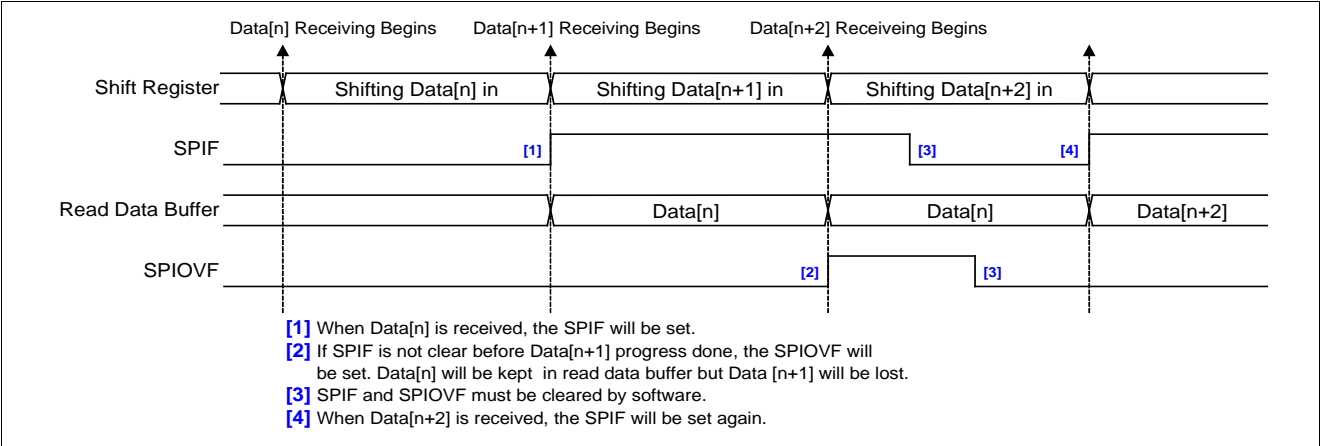 Data[n] Receiving Begins Data[n+1] Receiving Begins Data[n+2] Receiveing Begins
Shift Register Shifting Data[n] in Shifting Data[n+1] in Shifting Data[n+2] in
SPIF [1] [3] [4]
Read Data Buffer Data[n] Data[n] Data[n+2]
SPIOVF [2] [3]
[1] When Data[n] is received, the SPIF will be set.
[2] If SPIF is not clear before Data[n+1] progress done, the SPIOVF will
be set. Data[n] will be kept in read data buffer but Data [n+1] will be lost.
[3] SPIF and SPIOVF must be cleared by software.
[4] When Data[n+2] is received, the SPIF will be set again.